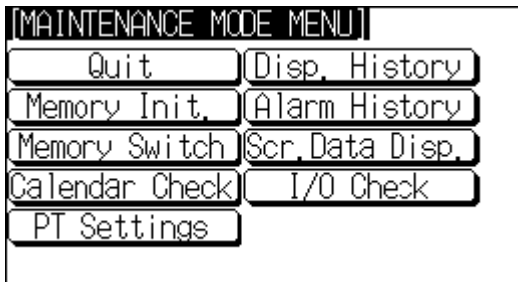 [MAINTENANCE MODE MENU]
Quit Disp. History
Memory Init. Alarm History
Memory Switch Scr.Data Disp.
Calendar Check I/O Check
PT Settings